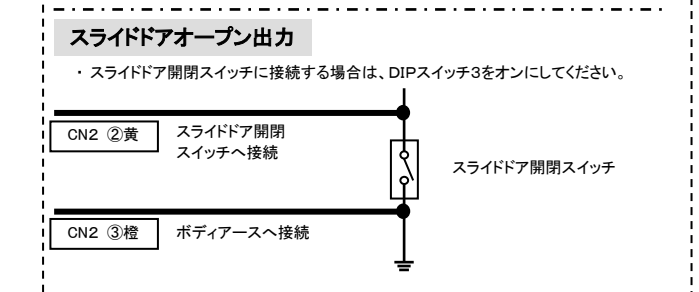 スライドドアオープン出力
・ スライドドア開閉スイッチに接続する場合は、DIPスイッチ3をオンにしてください。
CN2 ②黄
スライドドア開閉
スイッチへ接続
スライドドア開閉スイッチ
CN2 ③橙
ボディアースへ接続